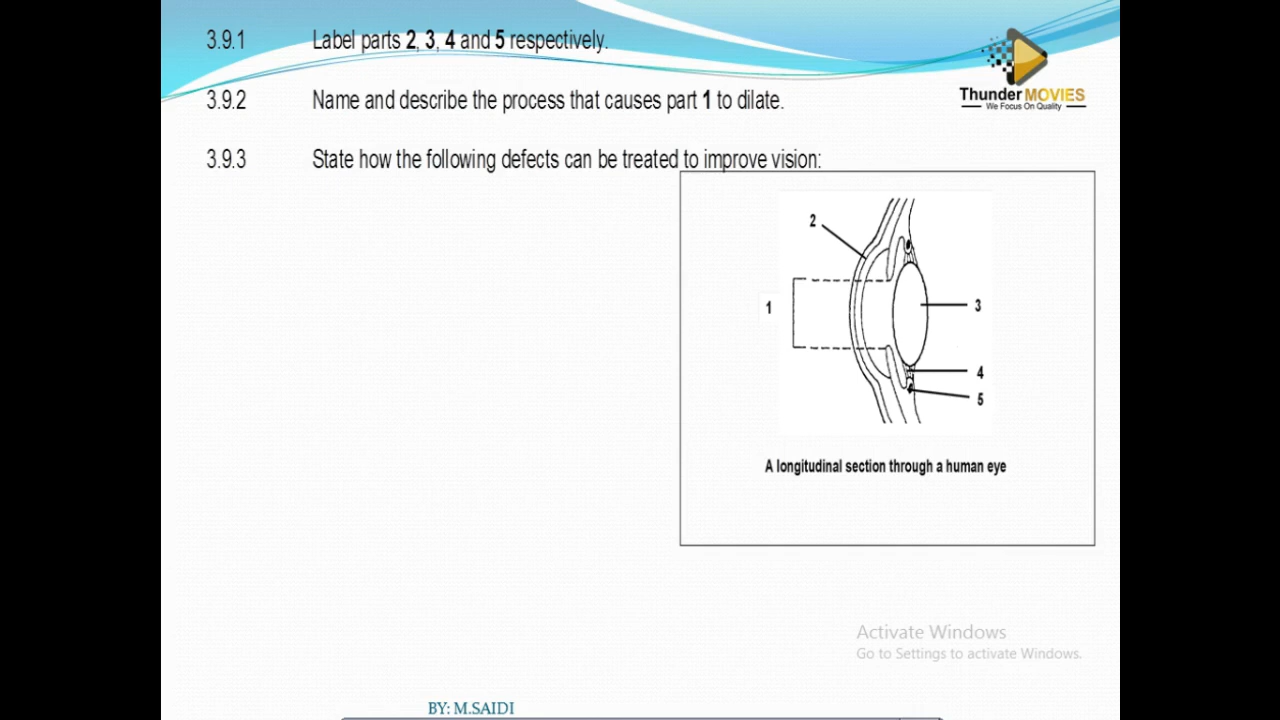 3.9.1 Label parts 2, 3, 4 and 5 respectively.
Thunder MOVIES
We Focus On Quality
3.9.2 Name and describe the process that causes part 1 to dilate.
3.9.3 State how the following defects can be treated to improve vision:
2
1
3
4
5
A longitudinal section through a human eye
Activate Windows
Go to Settings to activate Windows.
BY: M.SAIDI